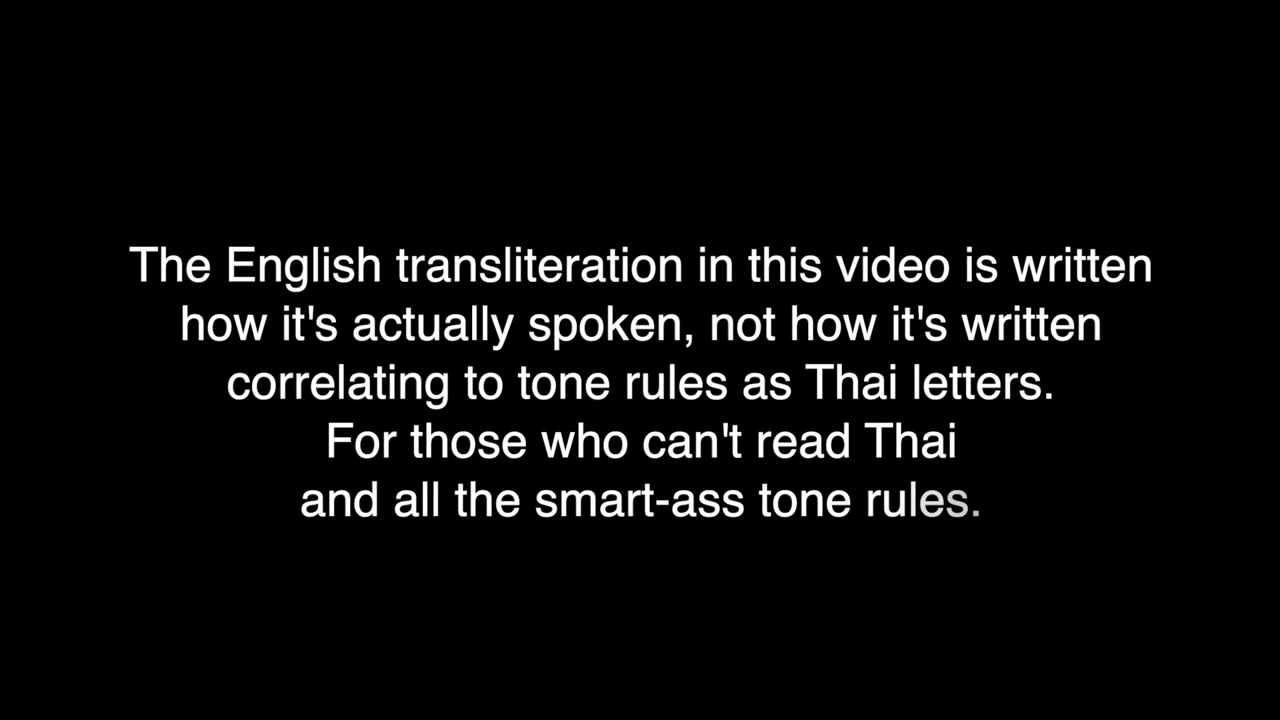 The English transliteration in this video is written
how it's actually spoken, not how it's written
correlating to tone rules as Thai letters.
For those who can't read Thai
and all the smart-ass tone rules.